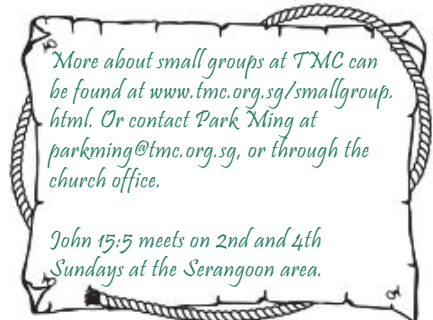 More about small groups at TMC can
be found at www.tmc.org.sg/smallgroup.
html. Or contact Park Ming at
parkming@tmc.org.sg, or through the
church office.
John 15:5 meets on 2nd and 4th
Sundays at the Serangoon area.